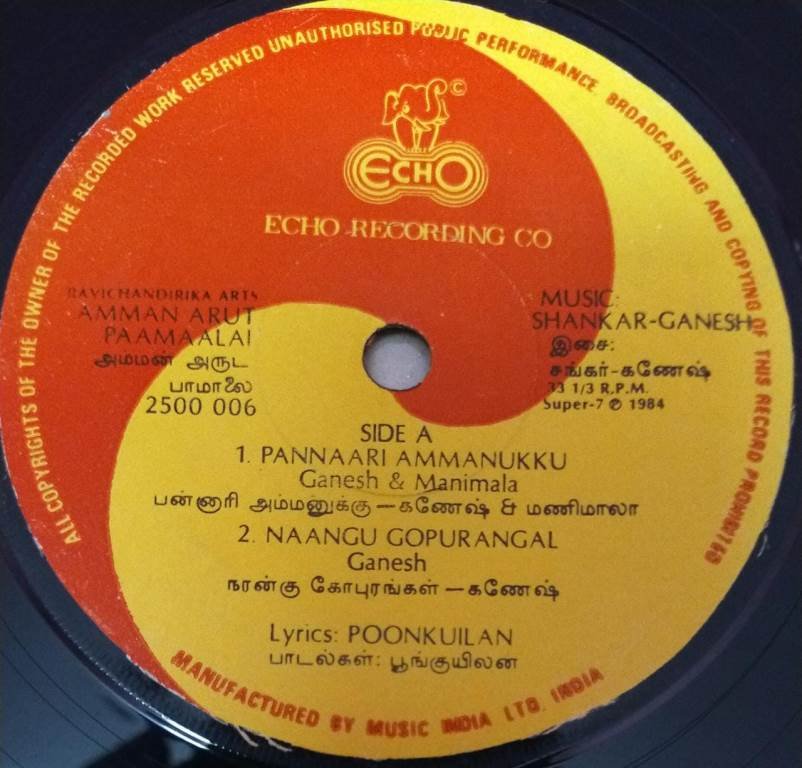 ALL COPYRIGHTS OF THE OWNER OF THE RECORDED WORK RESERVED UNAUTHORISED PUBLIC PERFORMANCE BROADCASTING AND COPYING OF THIS RECORD PROHIBITED
©
ECHO
ECHO RECORDING CO
RAVICHANDIRIKA ARTS
AMMAN ARUT
PAAMAALAI
அமமன் அருட
பாமாலை
2500 006
MUSIC:
SHANKAR-GANESH
இசை:
சங்கர்-கணேஷ்
33 1/3 R.P.M.
Super-7 ℗ 1984
SIDE A
1. PANNAARI AMMANUKKU
Ganesh & Manimala
பன்னாரி அம்மனுக்கு — கணேஷ் & மணிமாலா
2. NAANGU GOPURANGAL
Ganesh
நரன்கு கோபுரங்கள் — கணேஷ்
Lyrics: POONKUILAN
பாடல்கள்: பூங்குயிலன
MANUFACTURED BY MUSIC INDIA LTD. INDIA